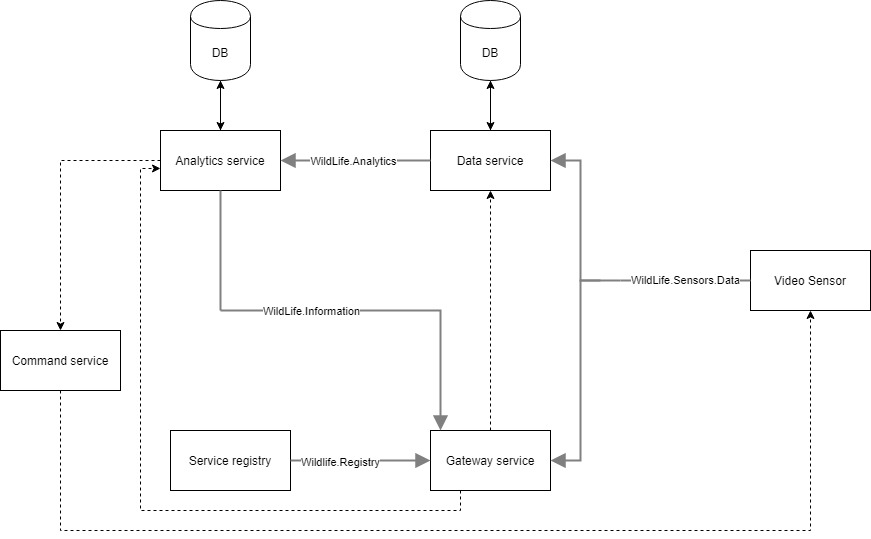 DB
DB
Analytics service
WildLife.Analytics
Data service
WildLife.Sensors.Data
Video Sensor
WildLife.Information
Command service
Service registry
Wildlife.Registry
Gateway service